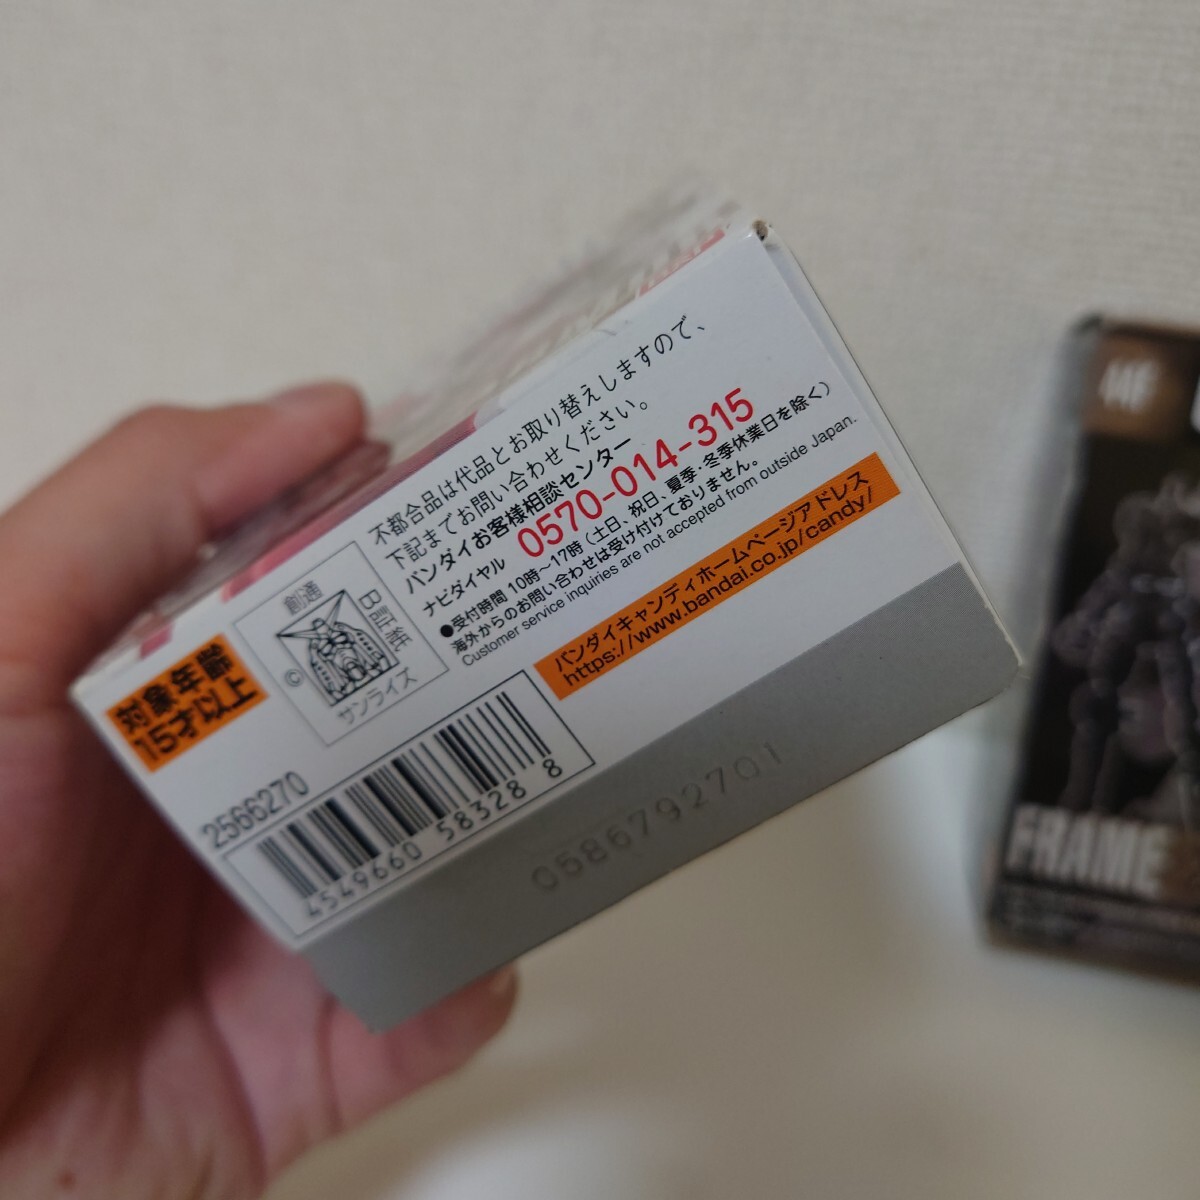 不都合品は代品とお取り替えしますので、
下記までお問い合わせください。
バンダイお客様相談センター
ナビダイヤル 0570-014-315
●受付時間 10時～17時（土日、祝日、夏季・冬季休業日を除く）
海外からのお問い合わせは受け付けておりません。
Customer service inquiries are not accepted from outside Japan.
バンダイキャンディホームページアドレス
https://www.bandai.co.jp/candy/
対象年齢
15才以上
創通
B証紙
©
サンライズ
2566270
4549660 58328 8
0586792701
FRAME